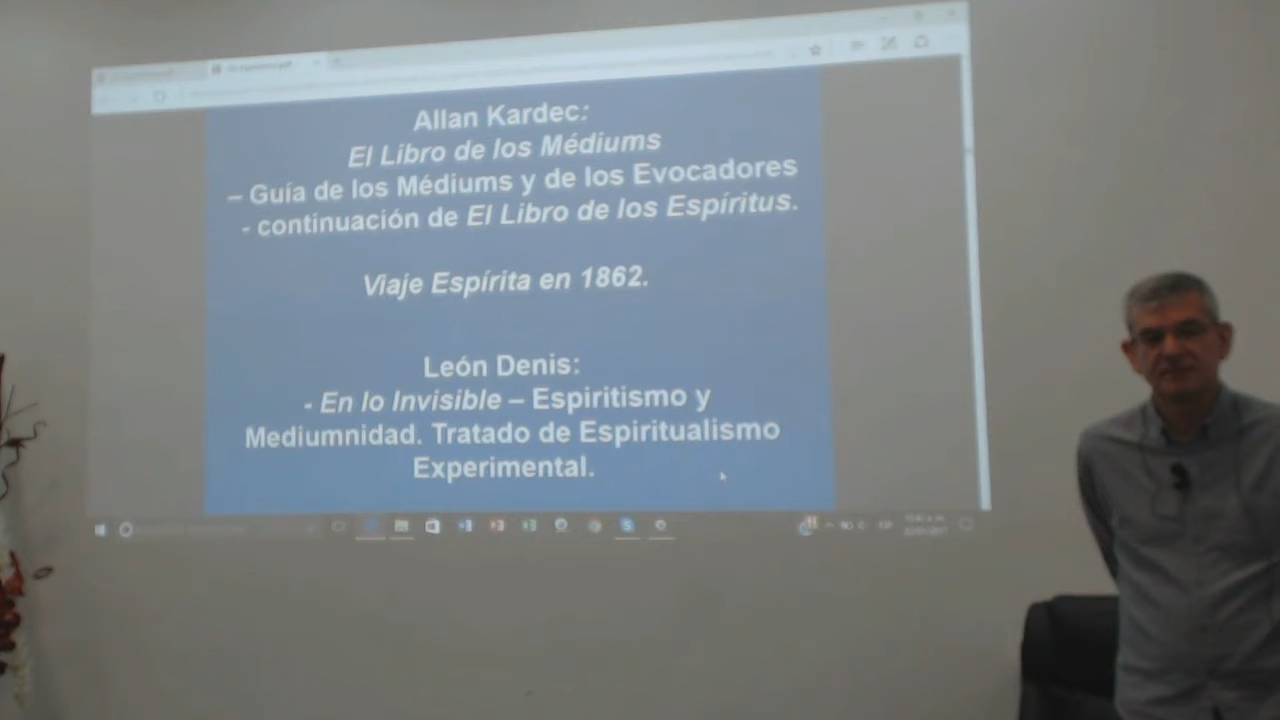 Allan Kardec:
El Libro de los Médiums
– Guía de los Médiums y de los Evocadores
- continuación de El Libro de los Espíritus.
Viaje Espírita en 1862.
León Denis:
- En lo Invisible – Espiritismo y
Mediumnidad. Tratado de Espiritualismo
Experimental.